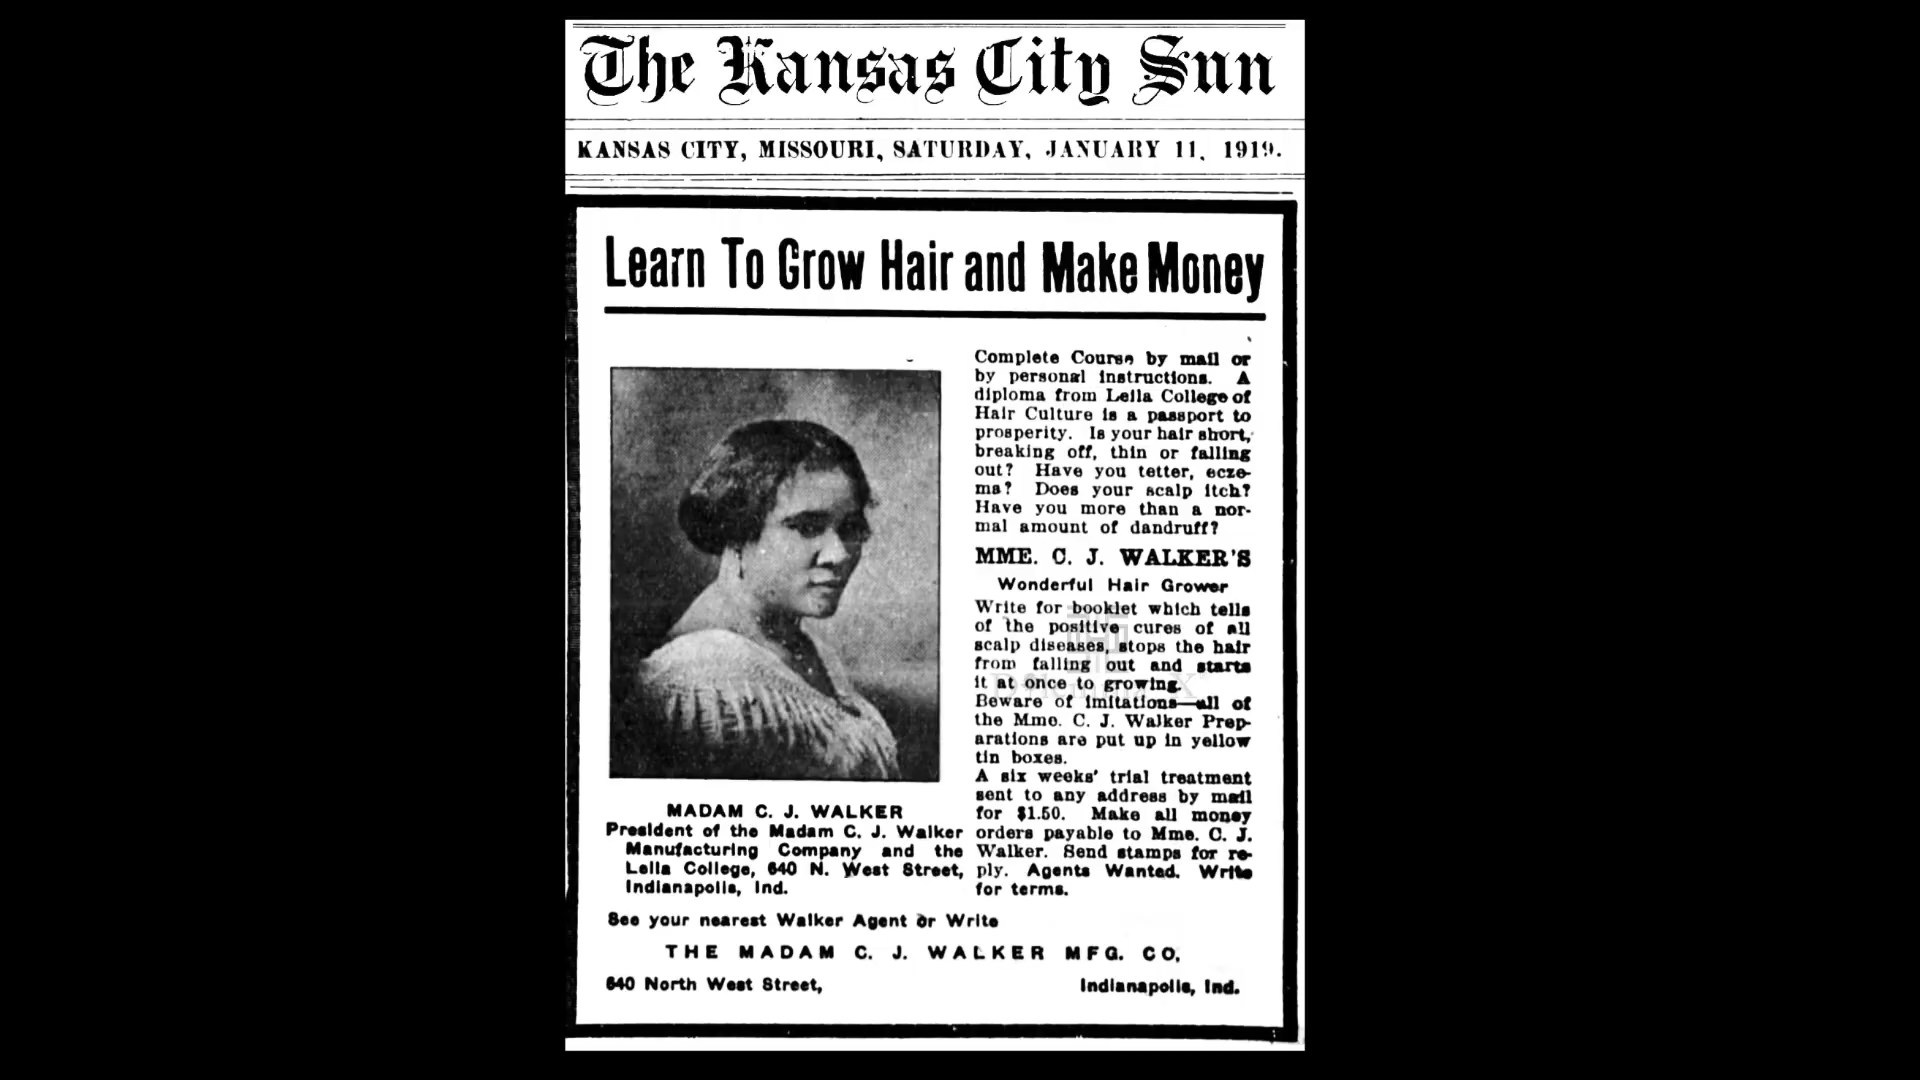 The Kansas City Sun
KANSAS CITY, MISSOURI, SATURDAY, JANUARY 11, 1919.
Learn To Grow Hair and Make Money
Complete Course by mail or
by personal instructions. A
diploma from Lelia College of
Hair Culture is a passport to
prosperity. Is your hair short,
breaking off, thin or falling
out? Have you tetter, ecze-
ma? Does your scalp itch?
Have you more than a nor-
mal amount of dandruff?
MME. C. J. WALKER'S
Wonderful Hair Grower
Write for booklet which tells
of the positive cures of all
scalp diseases, stops the hair
from falling out and starts
it at once to growing.
Beware of imitations—all of
the Mme. C. J. Walker Prep-
arations are put up in yellow
tin boxes.
A six weeks' trial treatment
sent to any address by mail
for $1.50. Make all money
orders payable to Mme. C. J.
Walker. Send stamps for re-
ply. Agents Wanted. Write
for terms.
MADAM C. J. WALKER
President of the Madam C. J. Walker
Manufacturing Company and the
Lelia College, 640 N. West Street,
Indianapolis, Ind.
See your nearest Walker Agent or Write
THE MADAM C. J. WALKER MFG. CO.
640 North West Street,
Indianapolis, Ind.